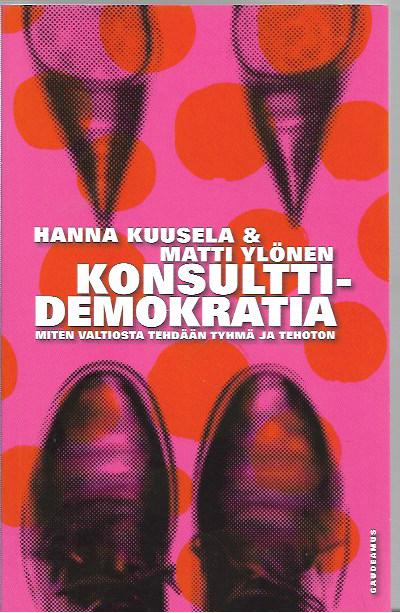 HANNA KUUSELA &
MATTI YLÖNEN
KONSULTTI-
DEMOKRATIA
MITEN VALTIOSTA TEHDÄÄN TYHMÄ JA TEHOTON
GAUDEAMUS